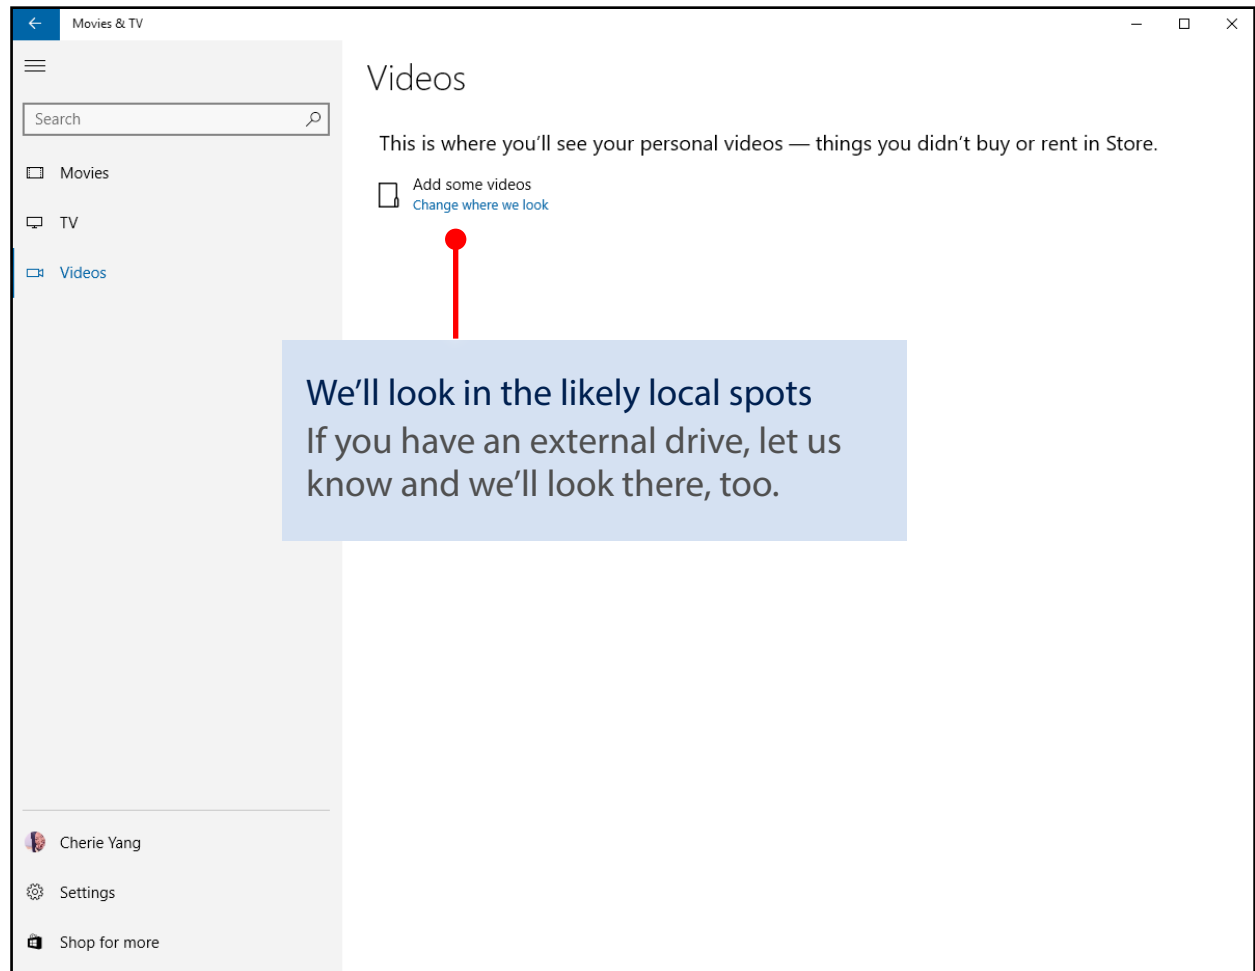 Movies & TV
Search
Movies
TV
Videos
Cherie Yang
Settings
Shop for more
Videos
This is where you’ll see your personal videos — things you didn’t buy or rent in Store.
Add some videos
Change where we look
We’ll look in the likely local spots
If you have an external drive, let us
know and we’ll look there, too.